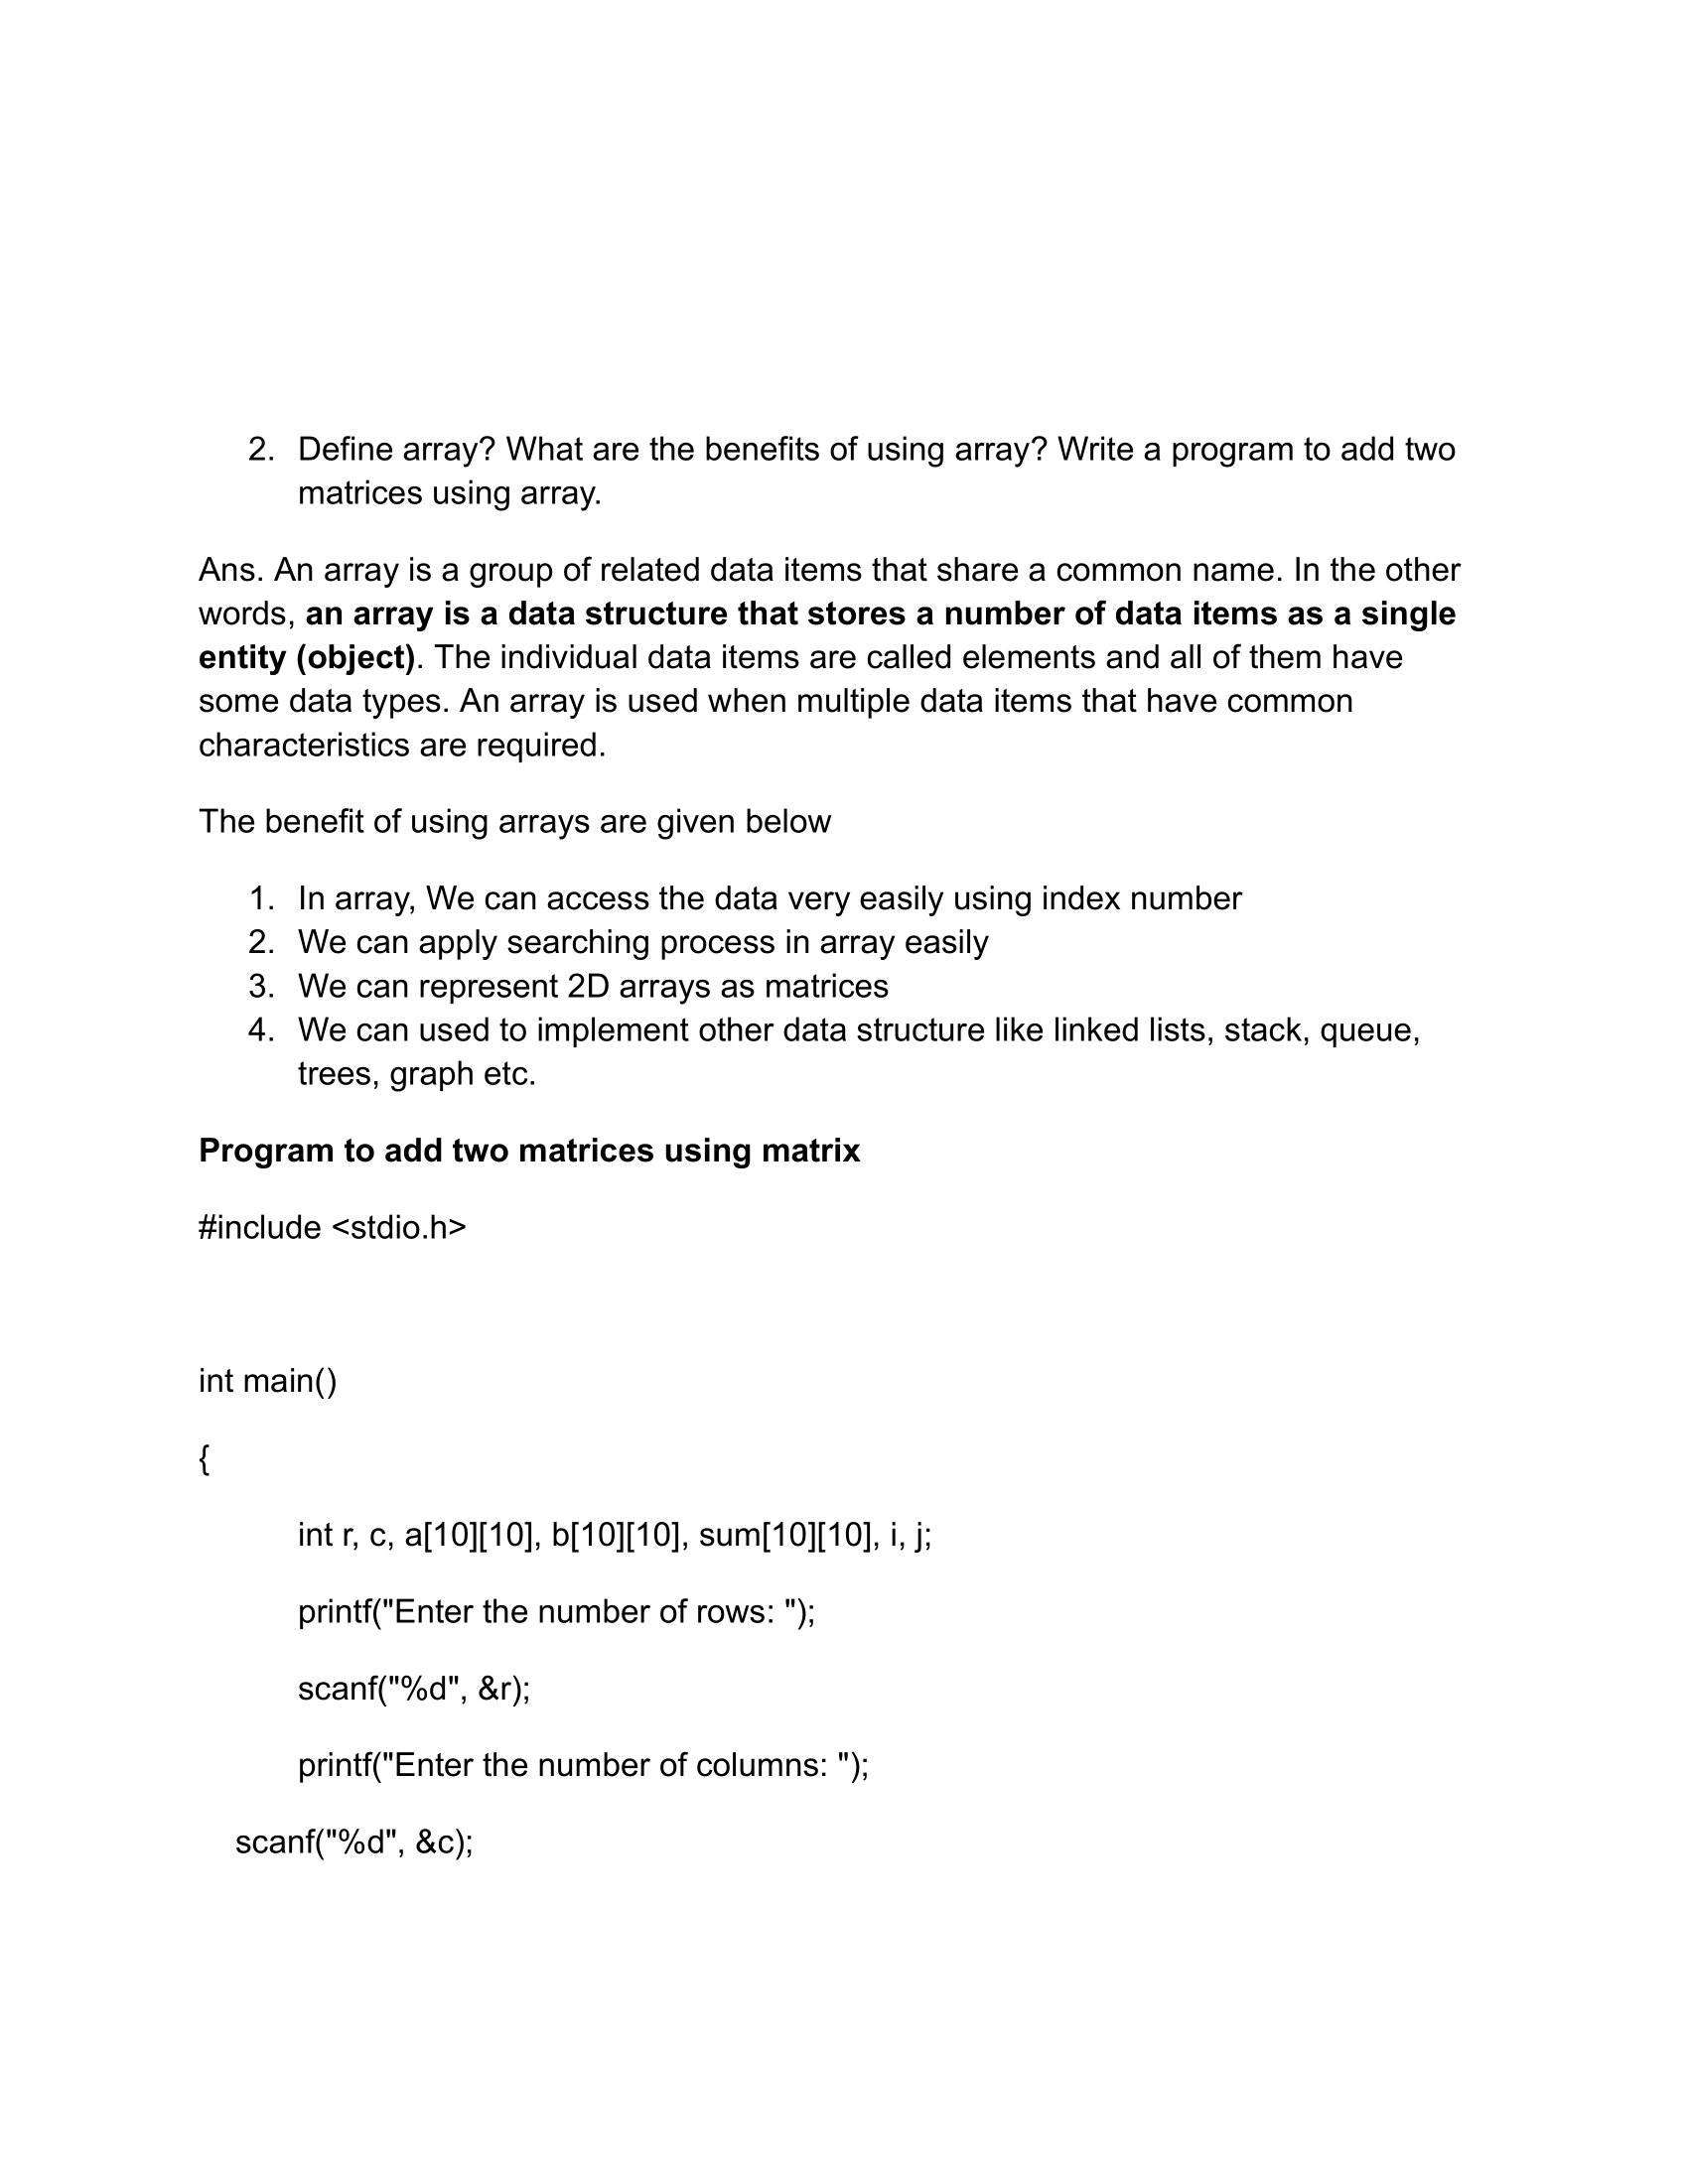 2. Define array? What are the benefits of using array? Write a program to add two
matrices using array.
Ans. An array is a group of related data items that share a common name. In the other
words, an array is a data structure that stores a number of data items as a single
entity (object). The individual data items are called elements and all of them have
some data types. An array is used when multiple data items that have common
characteristics are required.
The benefit of using arrays are given below
1. In array, We can access the data very easily using index number
2. We can apply searching process in array easily
3. We can represent 2D arrays as matrices
4. We can used to implement other data structure like linked lists, stack, queue,
trees, graph etc.
Program to add two matrices using matrix
#include <stdio.h>
int main()
{
int r, c, a[10][10], b[10][10], sum[10][10], i, j;
printf("Enter the number of rows: ");
scanf("%d", &r);
printf("Enter the number of columns: ");
scanf("%d", &c);